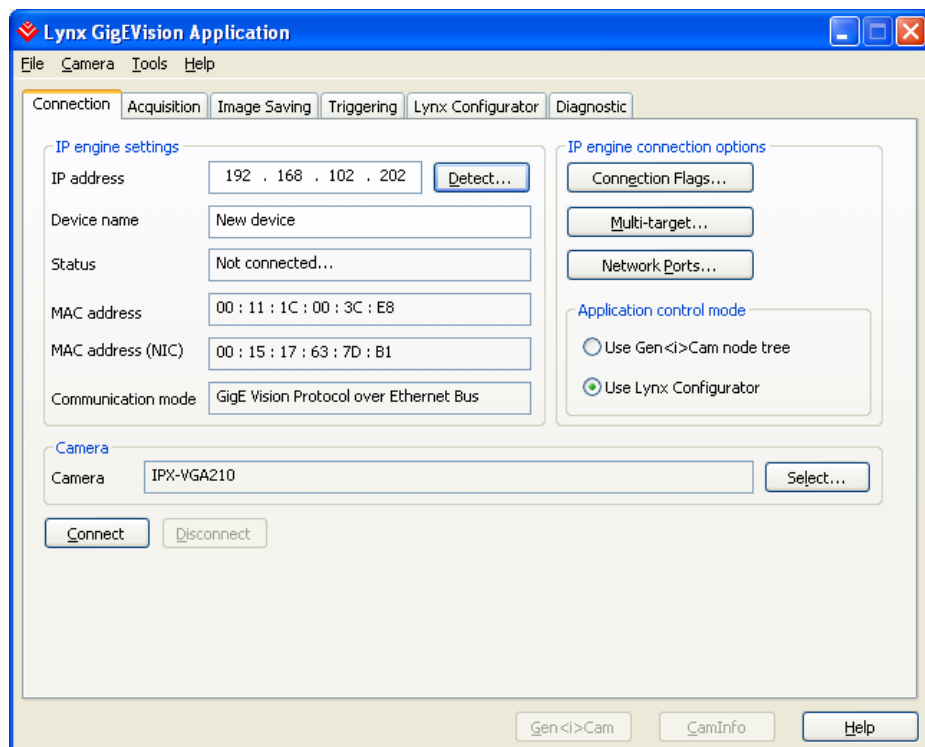 Lynx GigEVision Application
File Camera Tools Help
Connection Acquisition Image Saving Triggering Lynx Configurator Diagnostic
IP engine settings
IP address 192 . 168 . 102 . 202 Detect...
Device name New device
Status Not connected...
MAC address 00 : 11 : 1C : 00 : 3C : E8
MAC address (NIC) 00 : 15 : 17 : 63 : 7D : B1
Communication mode GigE Vision Protocol over Ethernet Bus
IP engine connection options
Connection Flags...
Multi-target...
Network Ports...
Application control mode
Use Gen<i>Cam node tree
Use Lynx Configurator
Camera
Camera IPX-VGA210 Select...
Connect Disconnect
Gen<i>Cam CamInfo Help